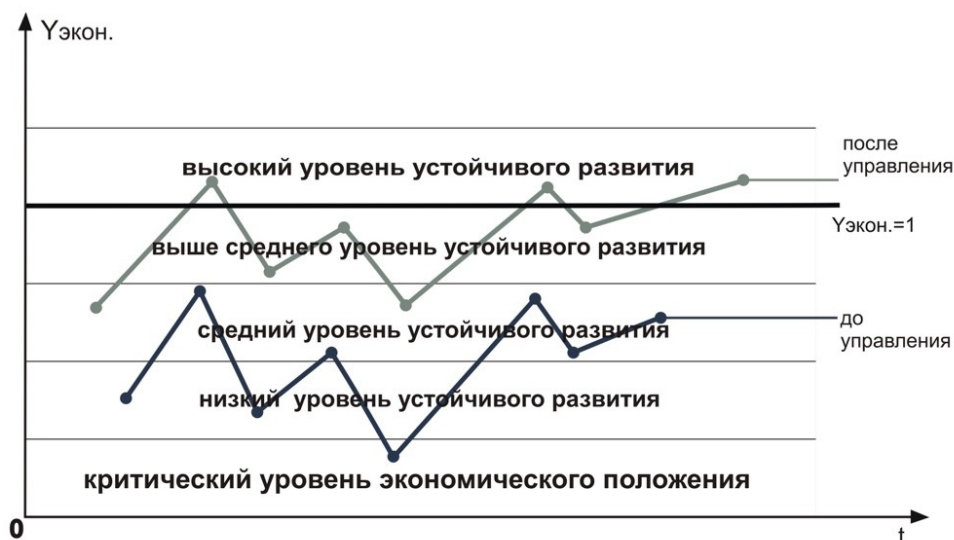 Yэкон.
после
управления
высокий уровень устойчивого развития
Yэкон.=1
выше среднего уровень устойчивого развития
до
управления
средний уровень устойчивого развития
низкий уровень устойчивого развития
критический уровень экономического положения
0
t